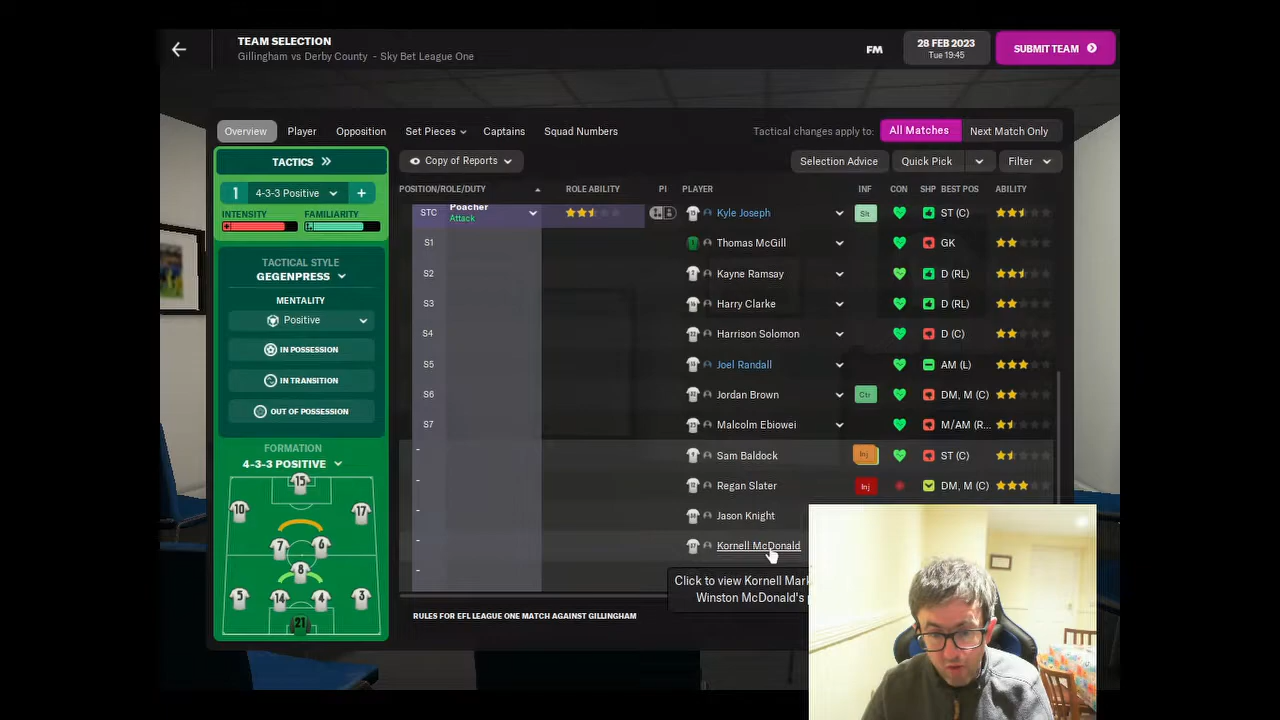 TEAM SELECTION
Gillingham vs Derby County - Sky Bet League One
FM
28 FEB 2023
Tue 19:45
SUBMIT TEAM
Overview Player Opposition Set Pieces Captains Squad Numbers
Tactical changes apply to: All Matches Next Match Only
TACTICS
Copy of Reports
Selection Advice Quick Pick Filter
1 4-3-3 Positive +
POSITION/ROLE/DUTY ROLE ABILITY PI PLAYER INF CON SHP BEST POS ABILITY
INTENSITY FAMILIARITY
STC Poacher Kyle Joseph Slt ST (C)
Attack
S1 Thomas McGill GK
S2 Kayne Ramsay D (RL)
S3 Harry Clarke D (RL)
S4 Harrison Solomon D (C)
S5 Joel Randall AM (L)
S6 Jordan Brown Ctr DM, M (C)
S7 Malcolm Ebiowei M/AM (R...
- Sam Baldock Inj ST (C)
- Regan Slater Inj DM, M (C)
- Jason Knight
- Kornell McDonald
-
Click to view Kornell Mark
Winston McDonald's
TACTICAL STYLE
GEGENPRESS
MENTALITY
Positive
IN POSSESSION
IN TRANSITION
OUT OF POSSESSION
FORMATION
4-3-3 POSITIVE
15
10 17
7 6
8
5 14 4 3
21
RULES FOR EFL LEAGUE ONE MATCH AGAINST GILLINGHAM